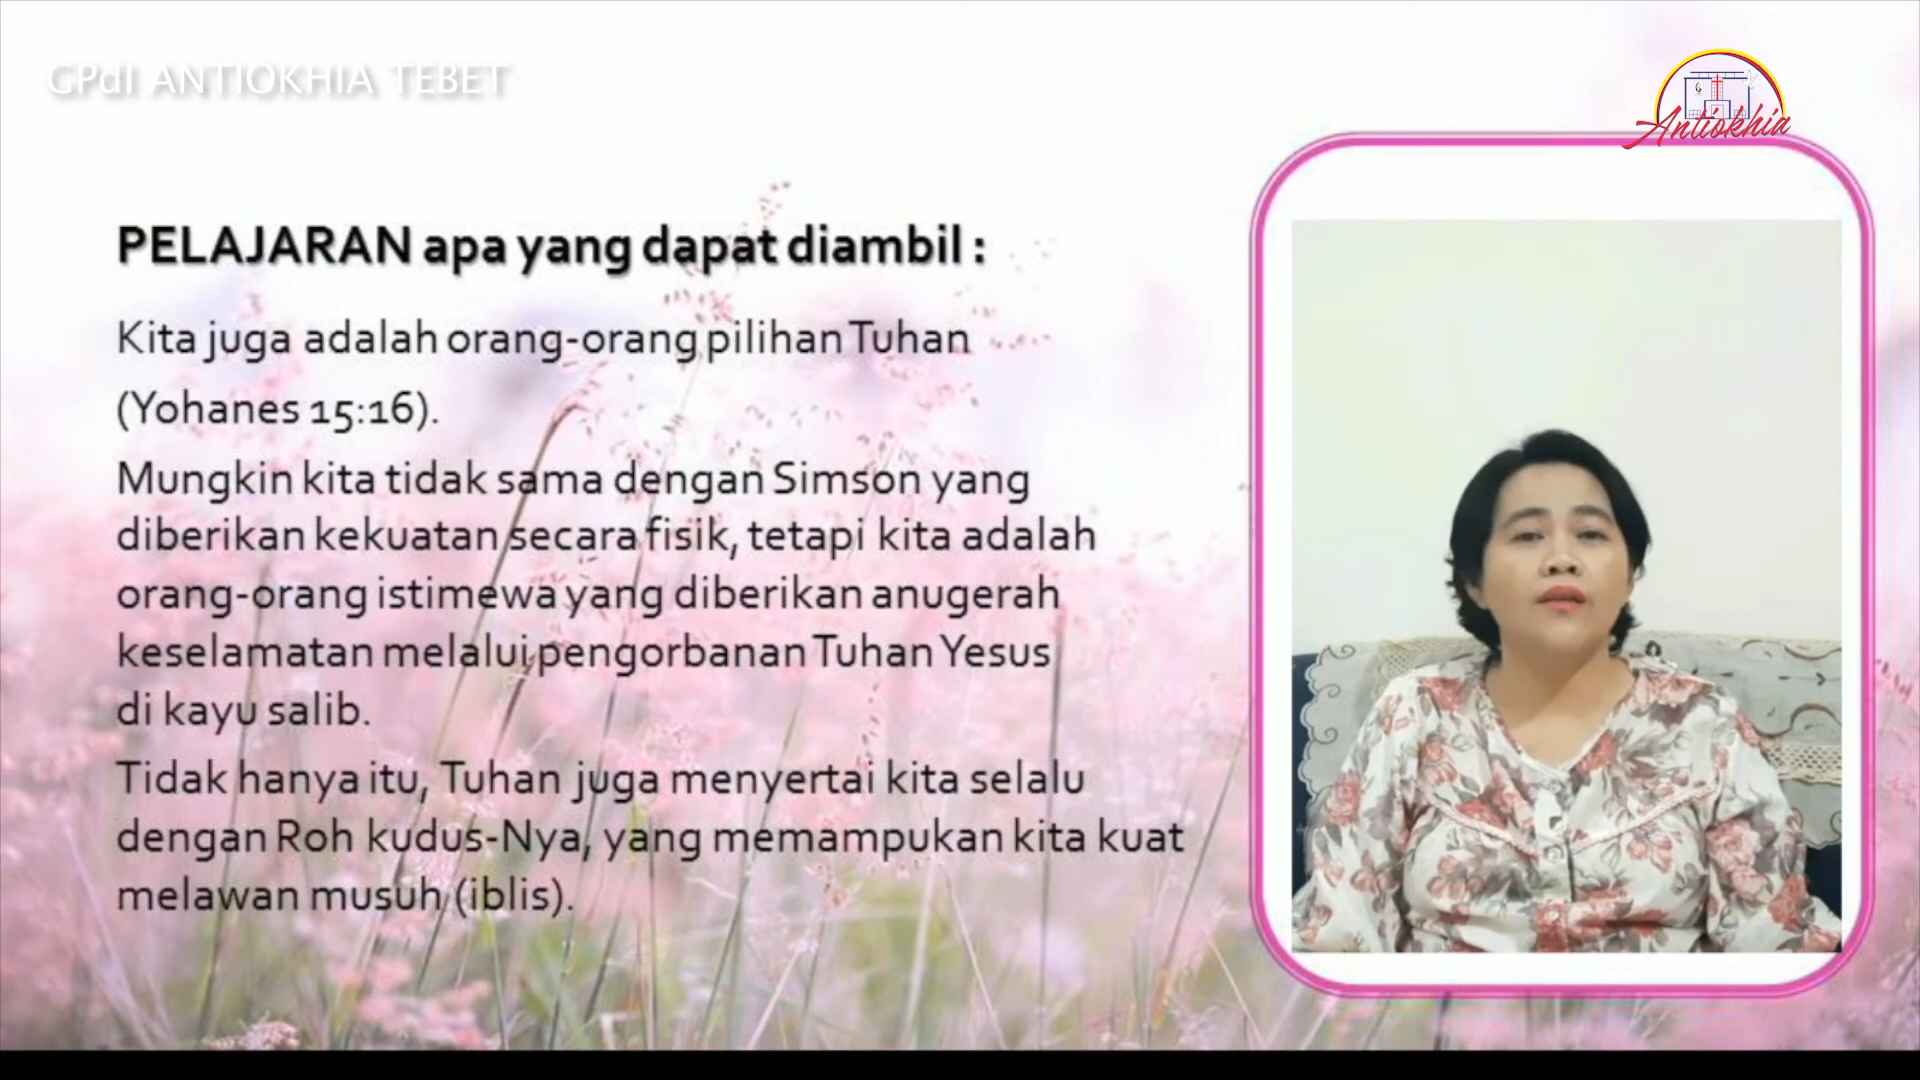 GPdI ANTIOKHIA TEBET
Antiokhia
PELAJARAN apa yang dapat diambil :
Kita juga adalah orang-orang pilihan Tuhan
(Yohanes 15:16).
Mungkin kita tidak sama dengan Simson yang
diberikan kekuatan secara fisik, tetapi kita adalah
orang-orang istimewa yang diberikan anugerah
keselamatan melalui pengorbanan Tuhan Yesus
di kayu salib.
Tidak hanya itu, Tuhan juga menyertai kita selalu
dengan Roh kudus-Nya, yang memampukan kita kuat
melawan musuh (iblis).